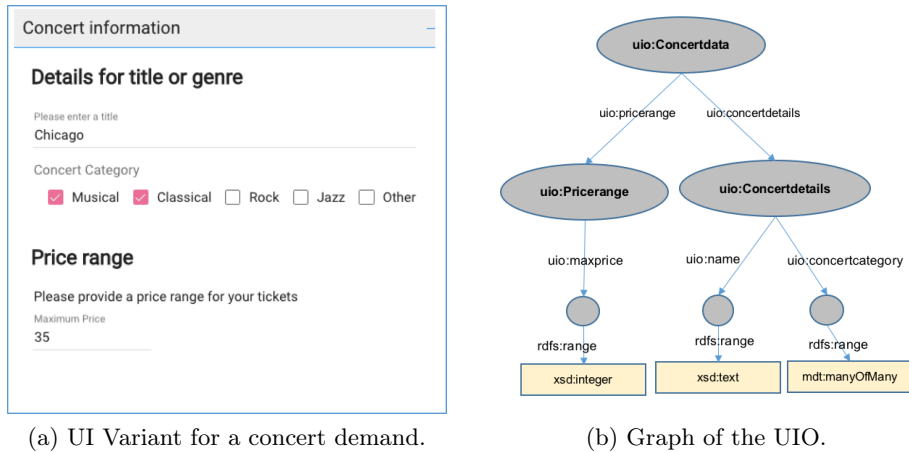 Concert information
Details for title or genre
Please enter a title
Chicago
Concert Category
Musical Classical Rock Jazz Other
Price range
Please provide a price range for your tickets
Maximum Price
35
(a) UI Variant for a concert demand.
uio:Concertdata
uio:pricerange uio:concertdetails
uio:Pricerange uio:Concertdetails
uio:maxprice uio:name uio:concertcategory
rdfs:range rdfs:range rdfs:range
xsd:integer xsd:text mdt:manyOfMany
(b) Graph of the UIO.